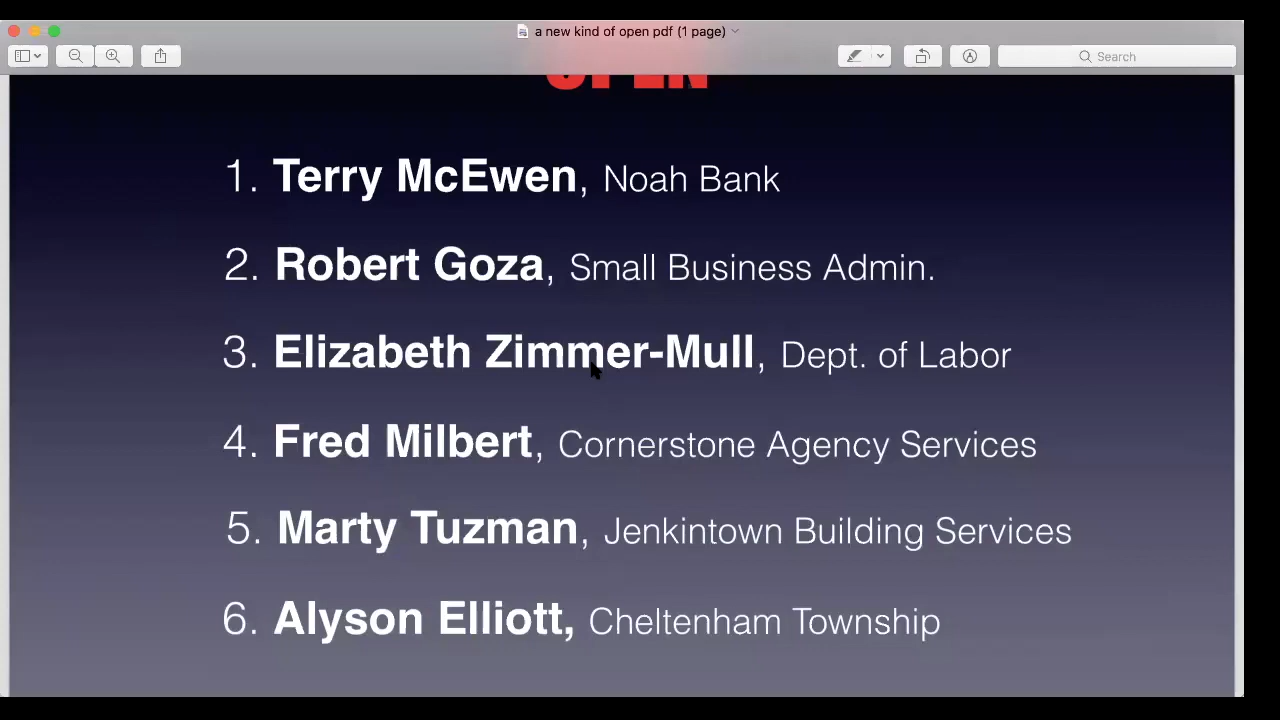 a new kind of open pdf (1 page)
Search
OPEN
1. Terry McEwen, Noah Bank
2. Robert Goza, Small Business Admin.
3. Elizabeth Zimmer-Mull, Dept. of Labor
4. Fred Milbert, Cornerstone Agency Services
5. Marty Tuzman, Jenkintown Building Services
6. Alyson Elliott, Cheltenham Township